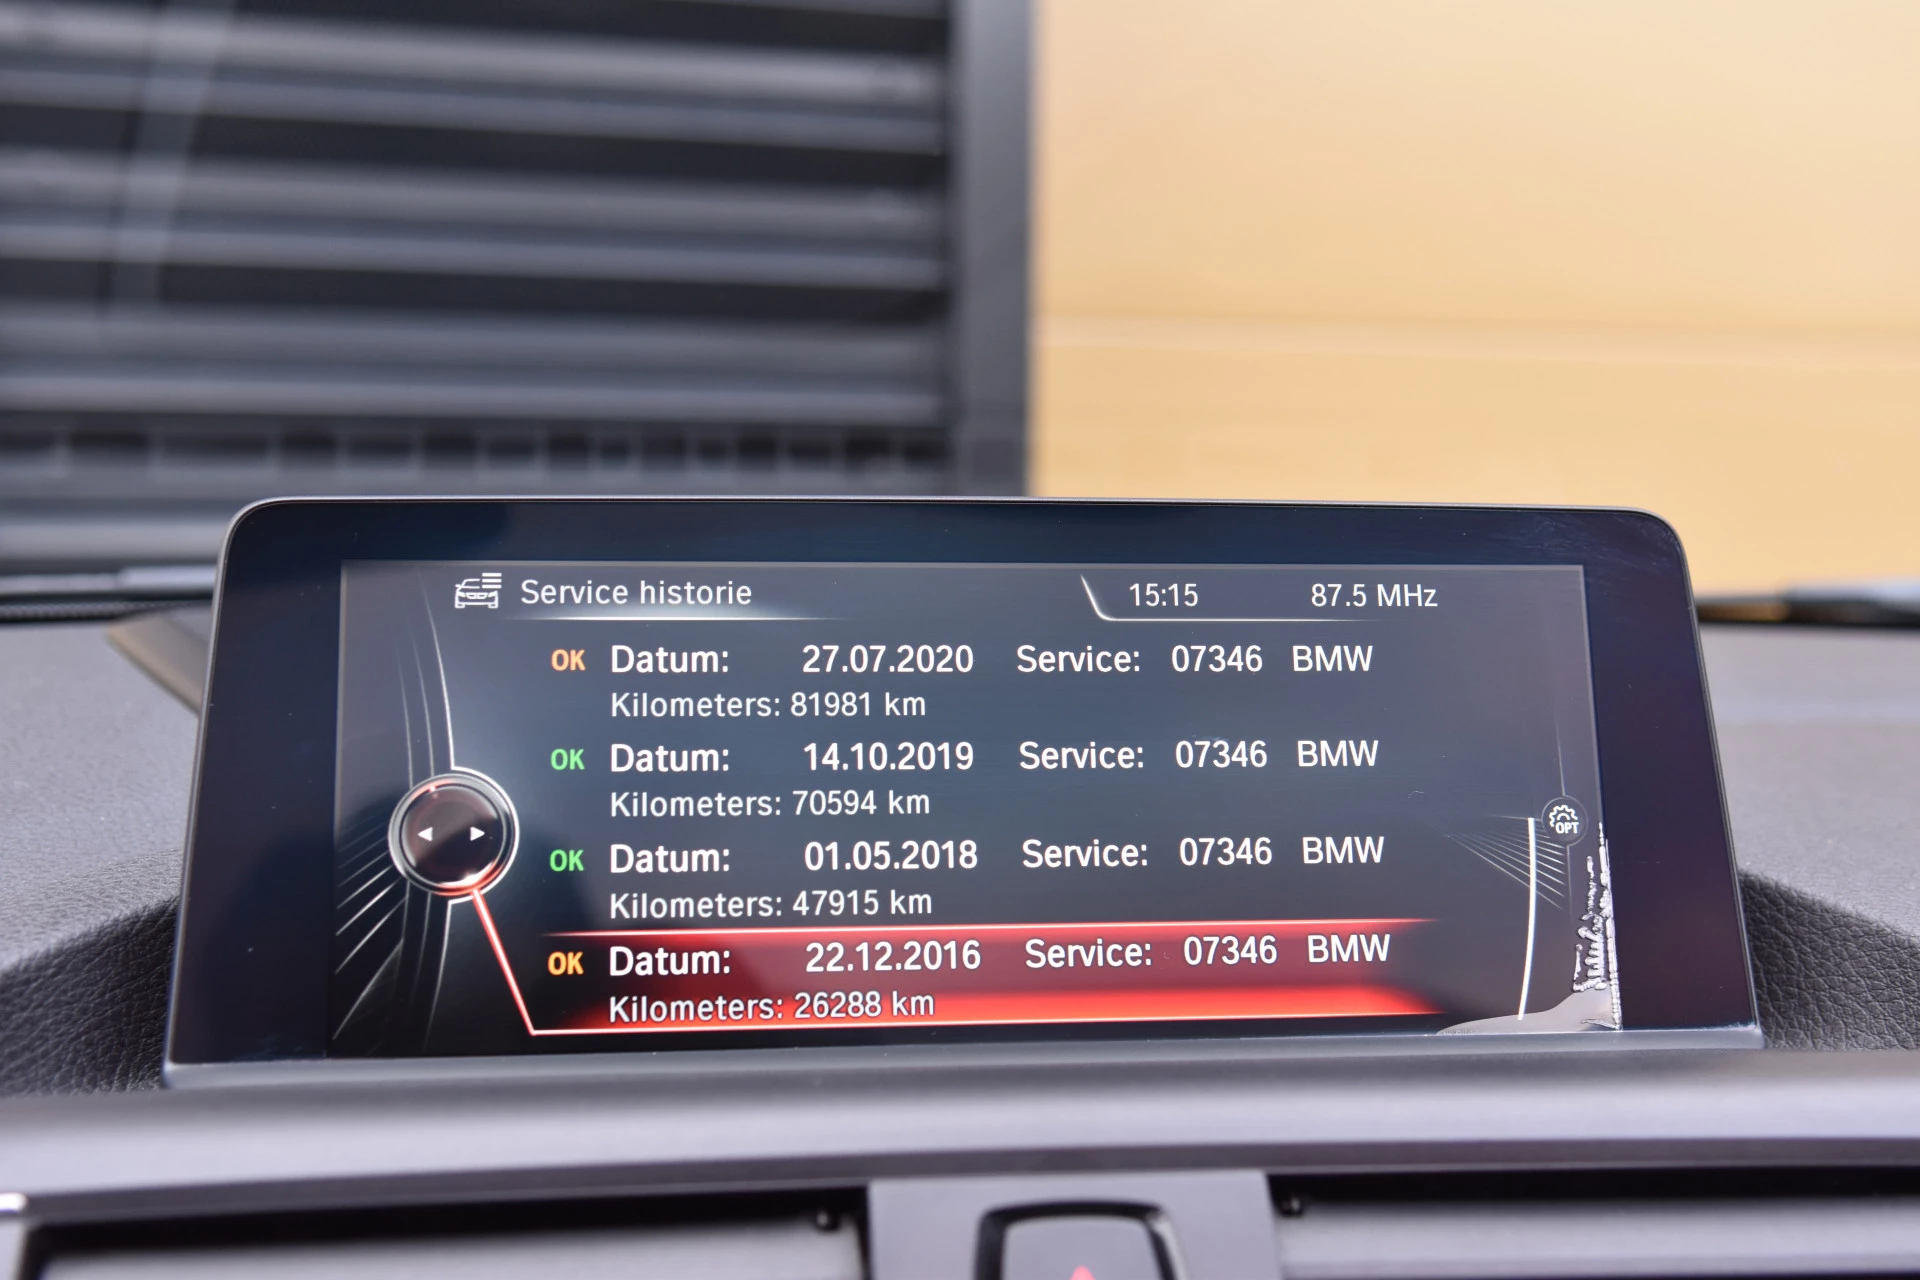 Service historie 15:15 87.5 MHz
OK Datum: 27.07.2020 Service: 07346 BMW
Kilometers: 81981 km
OK Datum: 14.10.2019 Service: 07346 BMW
Kilometers: 70594 km
OPT
OK Datum: 01.05.2018 Service: 07346 BMW
Kilometers: 47915 km
OK Datum: 22.12.2016 Service: 07346 BMW
Kilometers: 26288 km